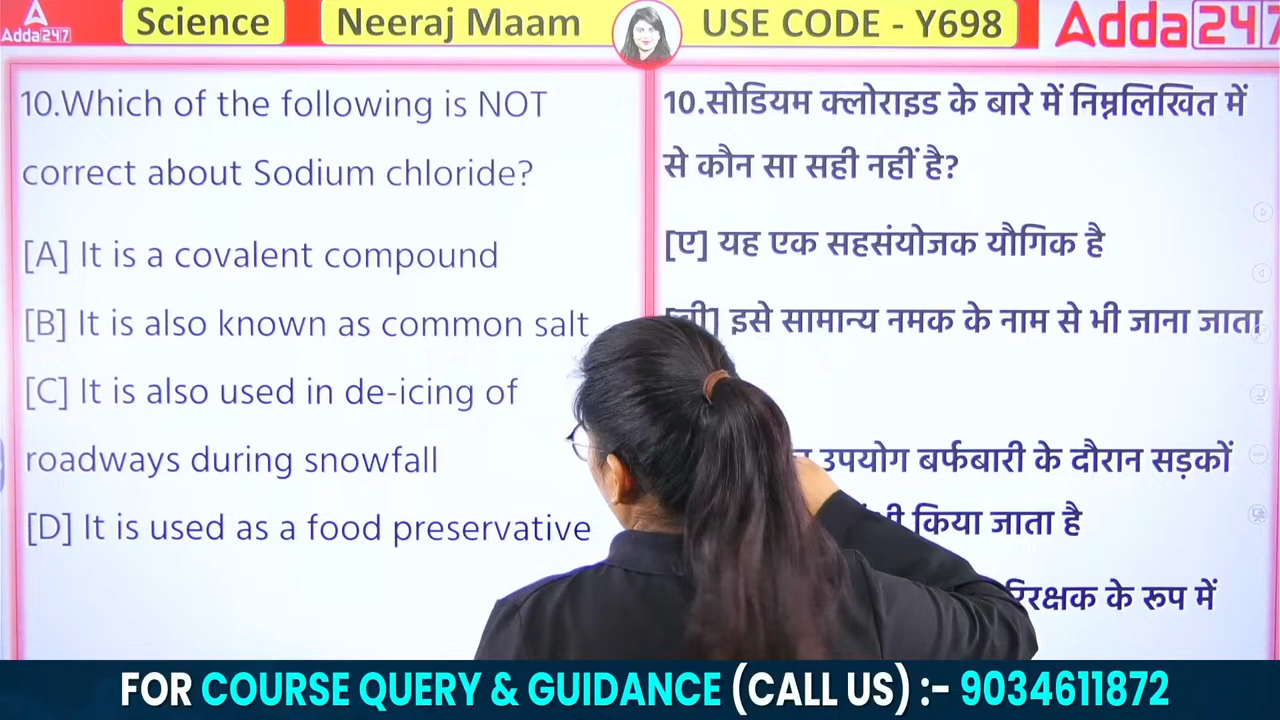 Adda247
Science
Neeraj Maam
USE CODE - Y698
Adda247
10.Which of the following is NOT
correct about Sodium chloride?
[A] It is a covalent compound
[B] It is also known as common salt
[C] It is also used in de-icing of
roadways during snowfall
[D] It is used as a food preservative
10.सोडियम क्लोराइड के बारे में निम्नलिखित में
से कौन सा सही नहीं है?
[ए] यह एक सहसंयोजक यौगिक है
इसे सामान्य नमक के नाम से भी जाना जाता
उपयोग बर्फबारी के दौरान सड़कों
किया जाता है
के रूप में
FOR COURSE QUERY & GUIDANCE (CALL US) :- 9034611872